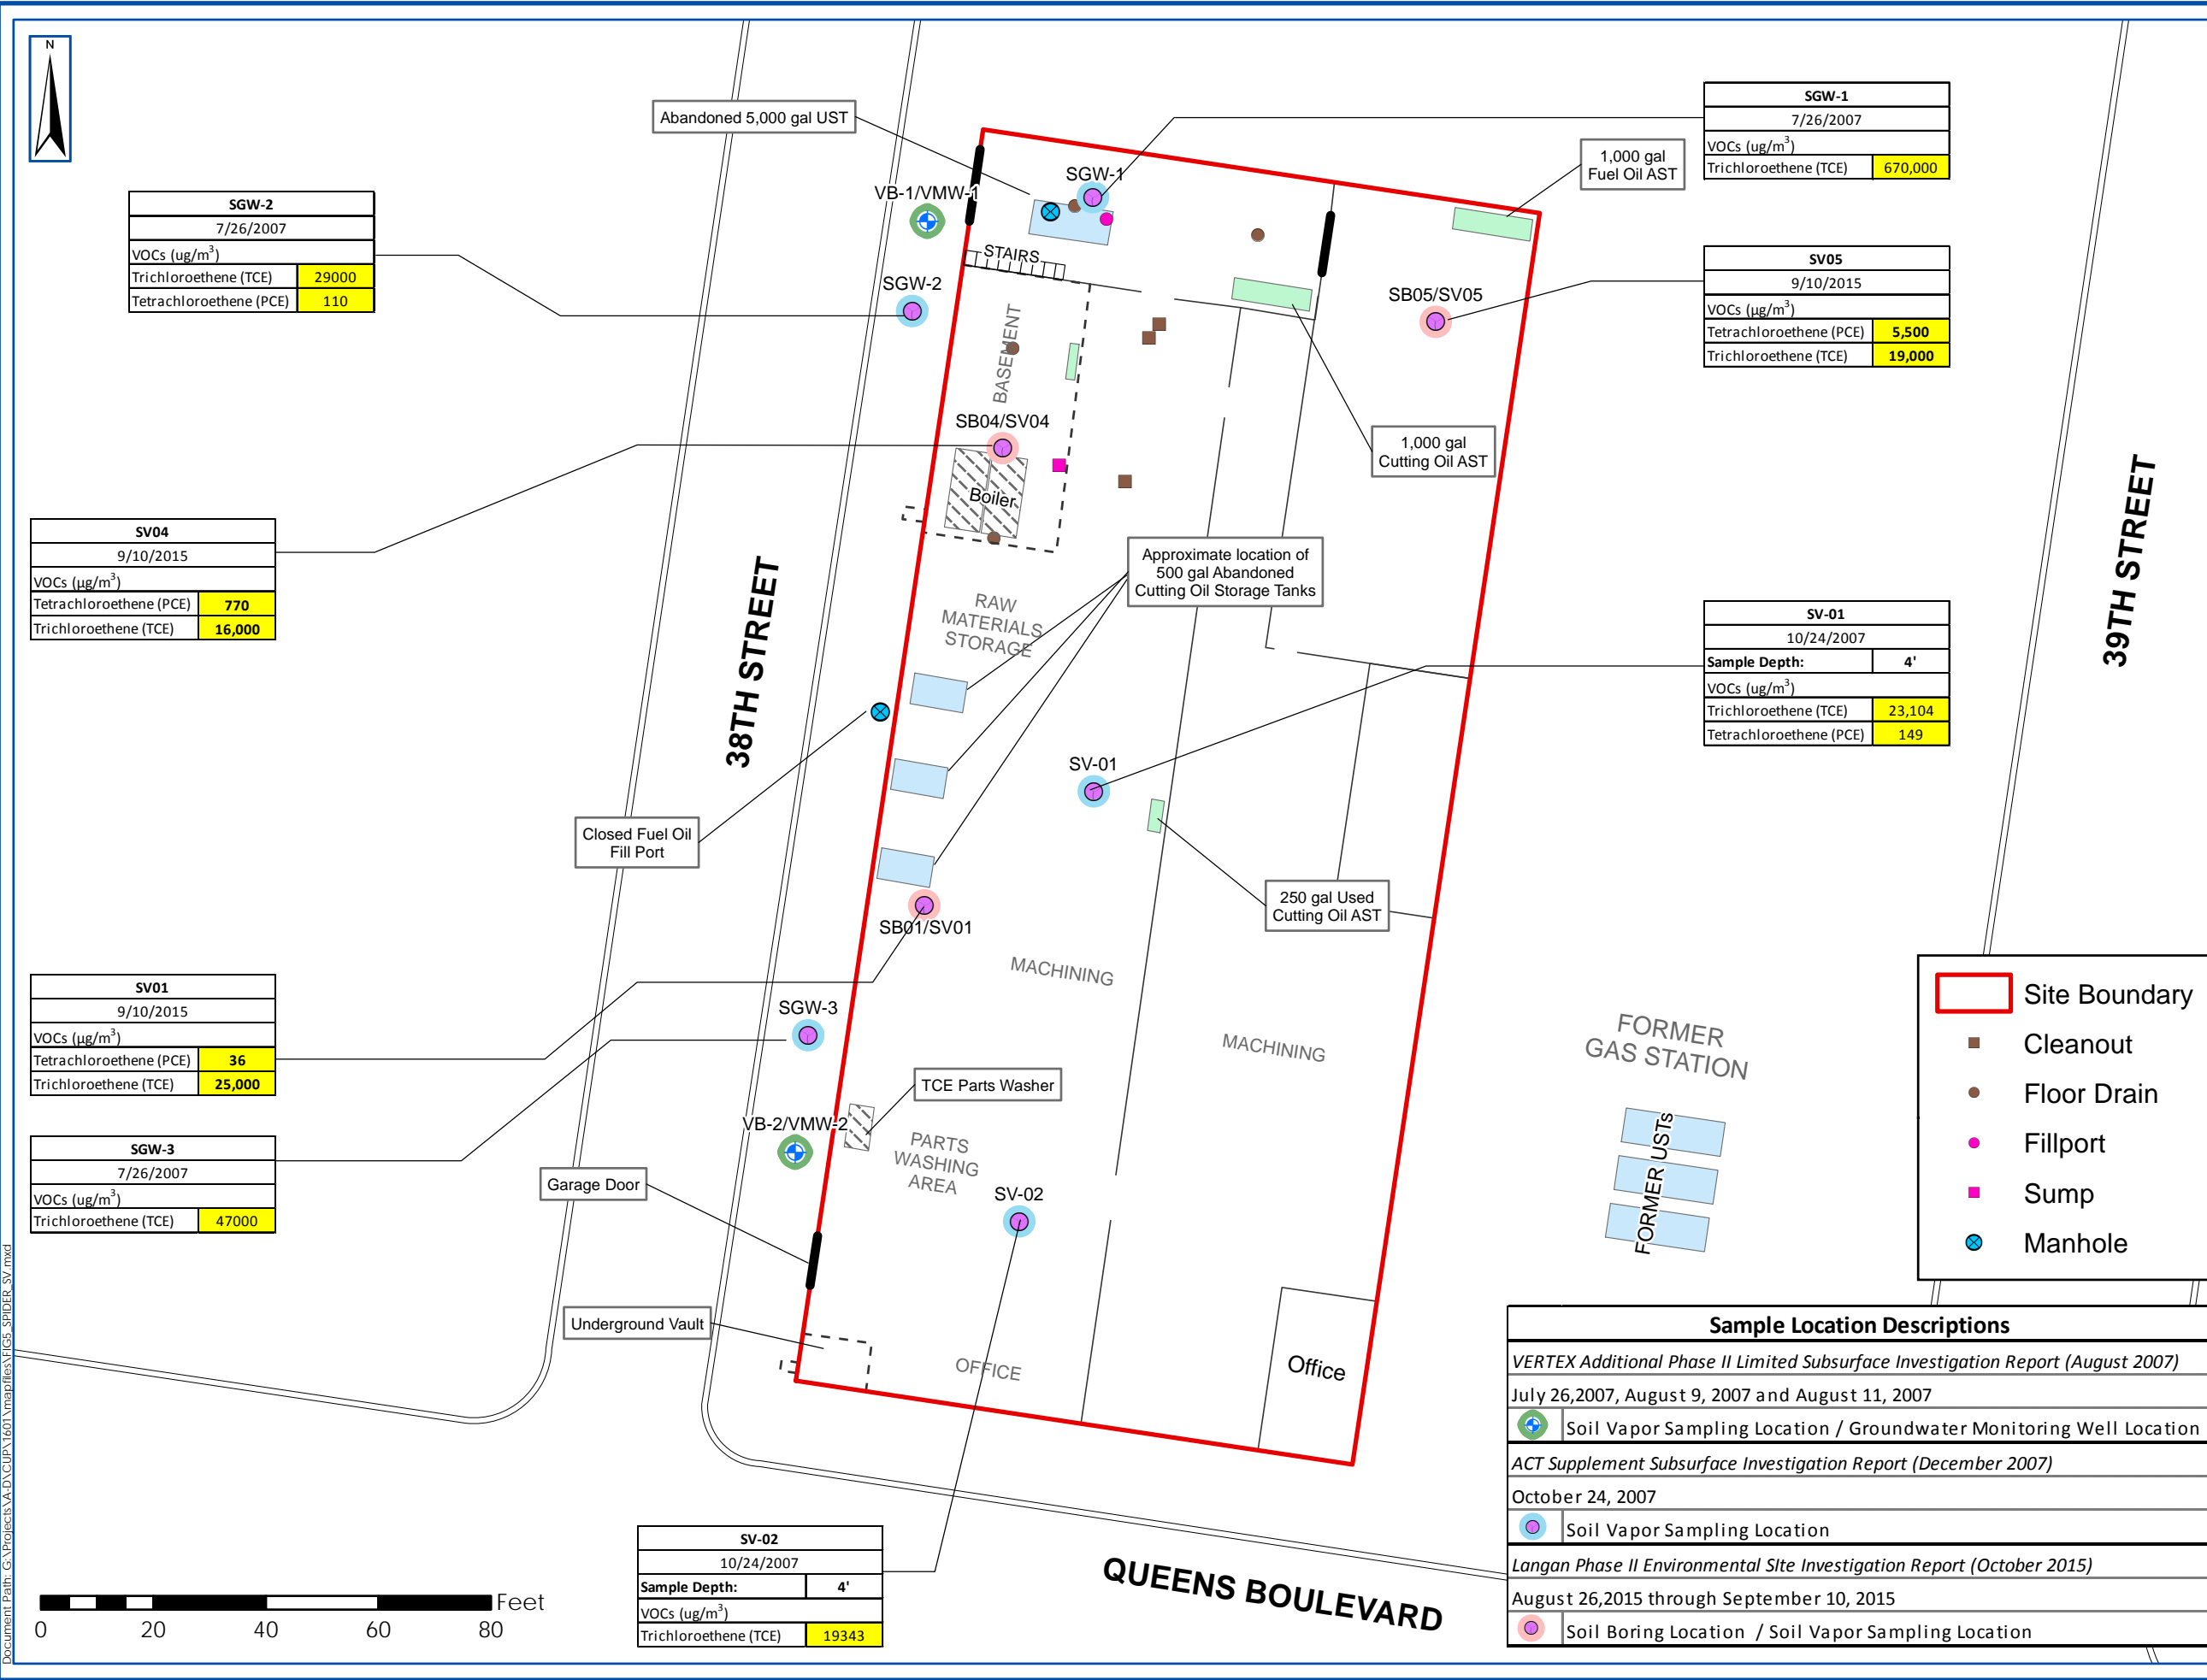 N
Abandoned 5,000 gal UST
SGW-1
7/26/2007
VOCs (ug/m³)
Trichloroethene (TCE) 670,000
1,000 gal
Fuel Oil AST
SGW-2
7/26/2007
VOCs (ug/m³)
Trichloroethene (TCE) 29000
Tetrachloroethene (PCE) 110
VB-1/VMW-1
SGW-1
STAIRS
SGW-2
BASEMENT
SB05/SV05
SV05
9/10/2015
VOCs (µg/m³)
Tetrachloroethene (PCE) 5,500
Trichloroethene (TCE) 19,000
SB04/SV04
1,000 gal
Cutting Oil AST
Boiler
SV04
9/10/2015
VOCs (µg/m³)
Tetrachloroethene (PCE) 770
Trichloroethene (TCE) 16,000
Approximate location of
500 gal Abandoned
Cutting Oil Storage Tanks
RAW
MATERIALS
STORAGE
38TH STREET
39TH STREET
SV-01
10/24/2007
Sample Depth: 4'
VOCs (ug/m³)
Trichloroethene (TCE) 23,104
Tetrachloroethene (PCE) 149
SV-01
Closed Fuel Oil
Fill Port
250 gal Used
Cutting Oil AST
SB01/SV01
MACHINING
MACHINING
SV01
9/10/2015
VOCs (µg/m³)
Tetrachloroethene (PCE) 36
Trichloroethene (TCE) 25,000
SGW-3
TCE Parts Washer
VB-2/VMW-2
PARTS
WASHING
AREA
SGW-3
7/26/2007
VOCs (ug/m³)
Trichloroethene (TCE) 47000
Garage Door
SV-02
Underground Vault
OFFICE
Office
FORMER
GAS STATION
FORMER USTs
Site Boundary
Cleanout
Floor Drain
Fillport
Sump
Manhole
Sample Location Descriptions
VERTEX Additional Phase II Limited Subsurface Investigation Report (August 2007)
July 26,2007, August 9, 2007 and August 11, 2007
Soil Vapor Sampling Location / Groundwater Monitoring Well Location
ACT Supplement Subsurface Investigation Report (December 2007)
October 24, 2007
Soil Vapor Sampling Location
Langan Phase II Environmental SIte Investigation Report (October 2015)
August 26,2015 through September 10, 2015
Soil Boring Location / Soil Vapor Sampling Location
SV-02
10/24/2007
Sample Depth: 4'
VOCs (ug/m³)
Trichloroethene (TCE) 19343
QUEENS BOULEVARD
Feet
0 20 40 60 80
Document Path: G:\Projects\A-D\CUP\1601\mapfiles\FIG5_SPIDER_SV.mxd